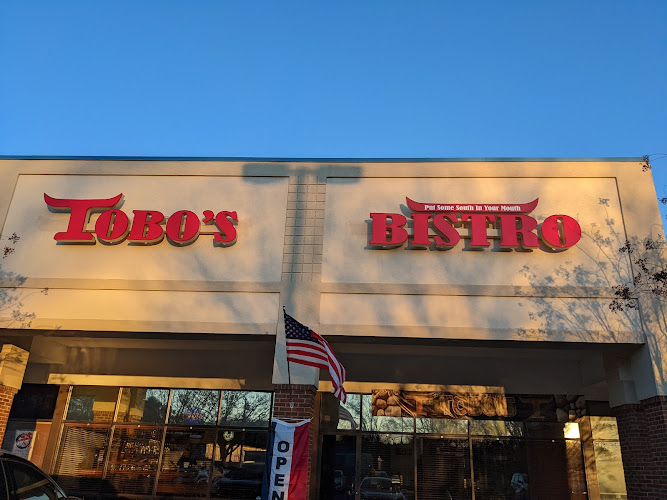 TOBO'S
Put Some South In Your Mouth
BISTRO
OPEN